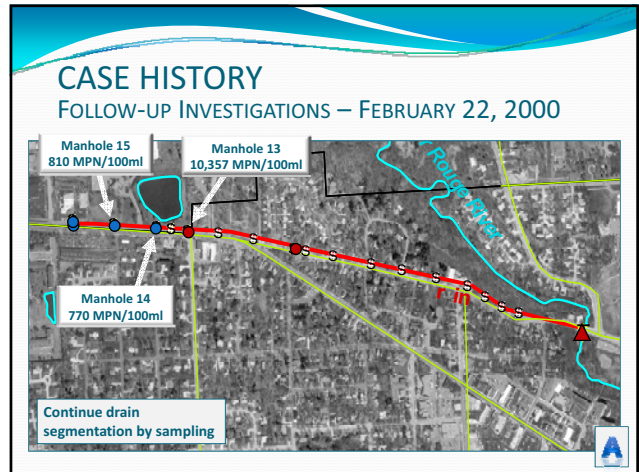 CASE HISTORY
FOLLOW-UP INVESTIGATIONS – FEBRUARY 22, 2000
Manhole 15
810 MPN/100ml
Manhole 13
10,357 MPN/100ml
r Rouge River
Manhole 14
770 MPN/100ml
S S S S S S S S S S S S
r in
Continue drain
segmentation by sampling
A